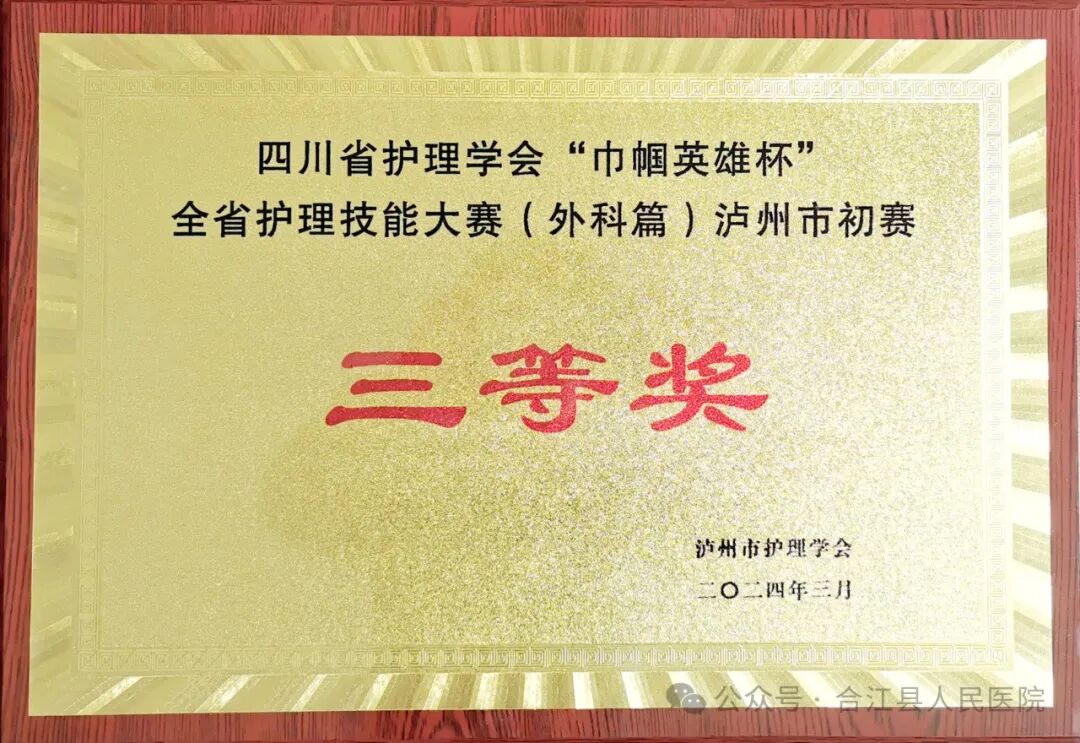 四川省护理学会“巾帼英雄杯”
全省护理技能大赛（外科篇）泸州市初赛
三等奖
泸州市护理学会
二〇二四年三月
公众号·合江县人民医院